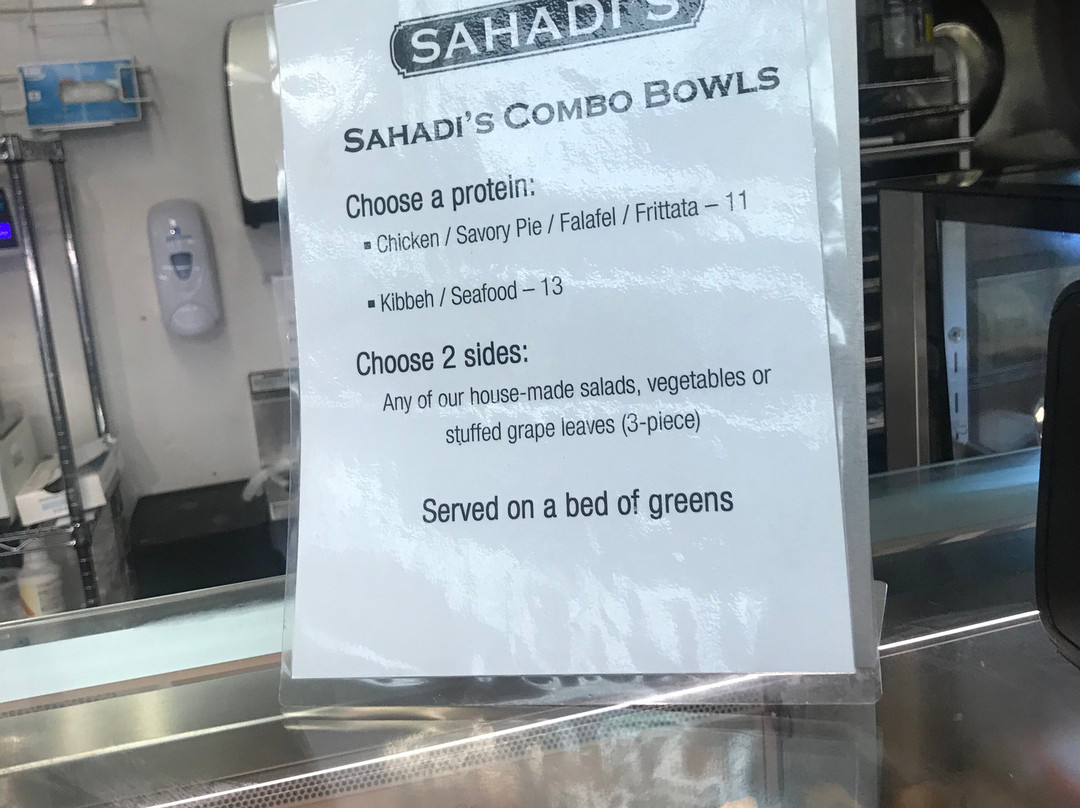 SAHADI'S
SAHADI'S COMBO BOWLS
Choose a protein:
▪ Chicken / Savory Pie / Falafel / Frittata – 11
▪ Kibbeh / Seafood – 13
Choose 2 sides:
Any of our house-made salads, vegetables or
stuffed grape leaves (3-piece)
Served on a bed of greens